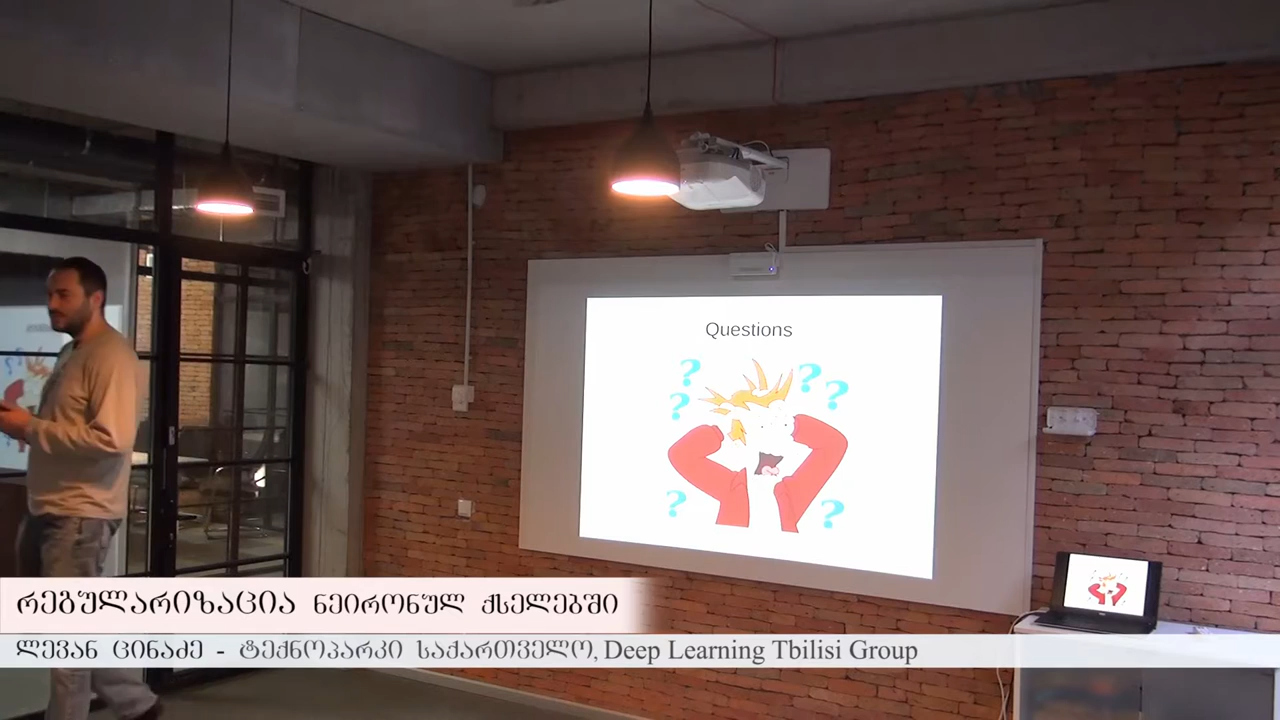 Questions
? ? ?
? ?
? ?
რეგულარიზაცია ნეირონულ ქსელებში
ლევან ცინაძე - ტექნოპარკი საქართველო, Deep Learning Tbilisi Group